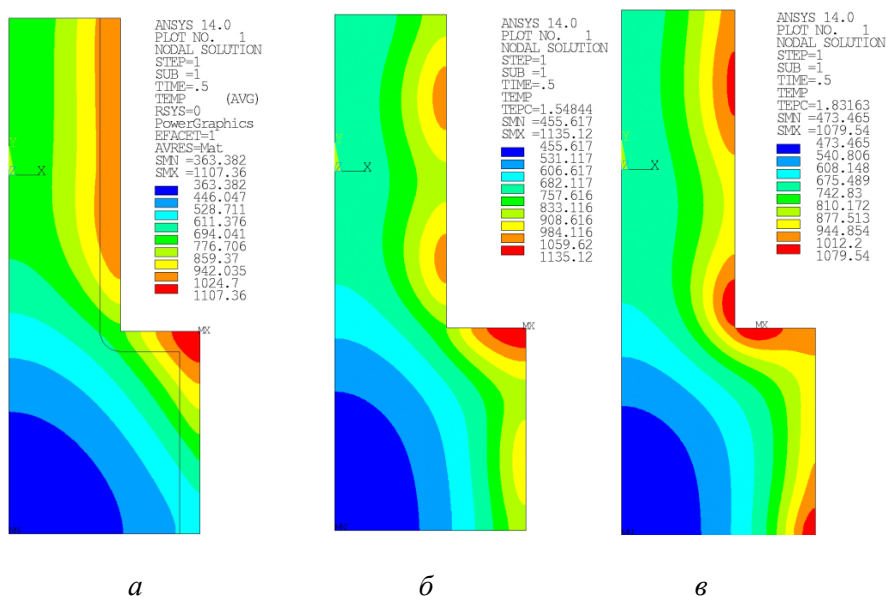 ANSYS 14.0
PLOT NO. 1
NODAL SOLUTION
STEP=1
SUB =1
TIME=.5
TEMP (AVG)
RSYS=0
PowerGraphics
EFACET=1
AVRES=Mat
SMN =363.382
SMX =1107.36
363.382
446.047
528.711
611.376
694.041
776.706
859.37
942.035
1024.7
1107.36
Y
Z X
MX
а
ANSYS 14.0
PLOT NO. 1
NODAL SOLUTION
STEP=1
SUB =1
TIME=.5
TEMP
TEPC=1.54844
SMN =455.617
SMX =1135.12
455.617
531.117
606.617
682.117
757.616
833.116
908.616
984.116
1059.62
1135.12
Y
Z X
MX
б
ANSYS 14.0
PLOT NO. 1
NODAL SOLUTION
STEP=1
SUB =1
TIME=.5
TEMP
TEPC=1.83163
SMN =473.465
SMX =1079.54
473.465
540.806
608.148
675.489
742.83
810.172
877.513
944.854
1012.2
1079.54
Y
Z X
MX
в